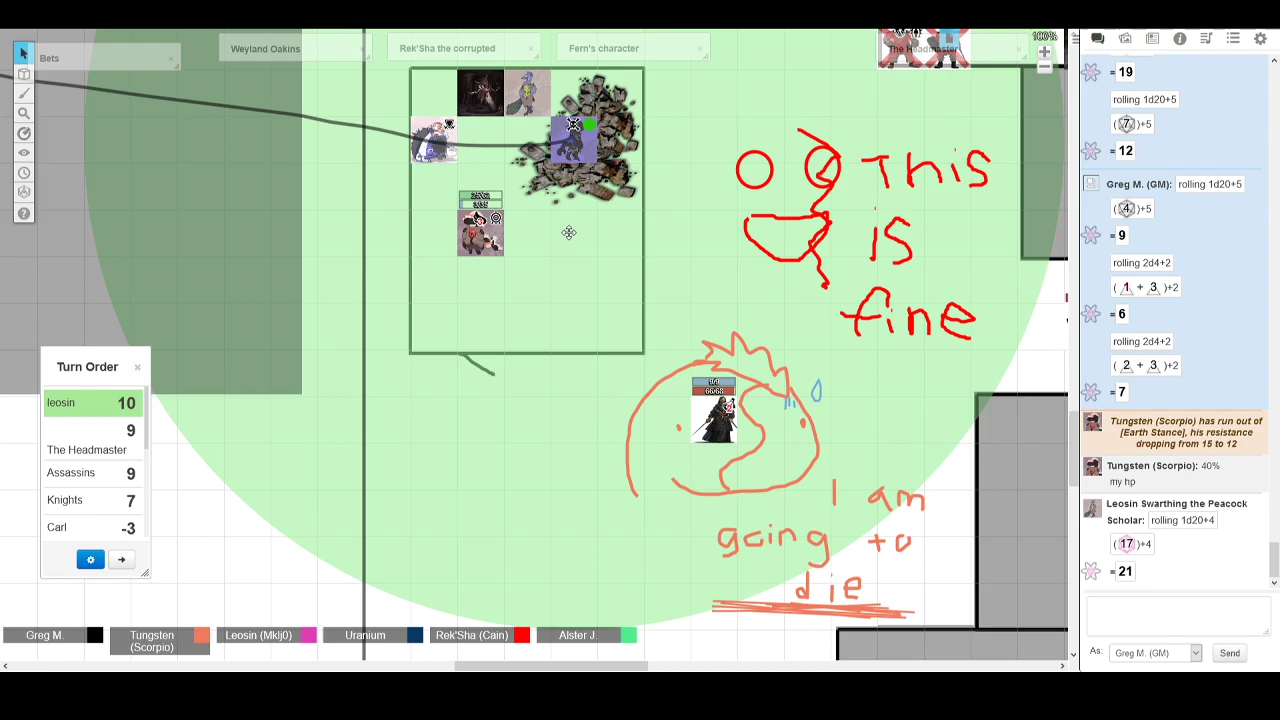 Bets
Weyland Oakins
Rek'Sha the corrupted
Fern's character
The Headmaster
100%
This
is
fine
9/9
66/68
I am
going to
die
Turn Order
leosin 10
9
The Headmaster
Assassins 9
Knights 7
Carl -3
Greg M.
Tungsten
(Scorpio)
Leosin (Mklj0)
Uranium
Rek'Sha (Cain)
Alster J.
= 19
rolling 1d20+5
(7)+5
= 12
Greg M. (GM): rolling 1d20+5
(4)+5
= 9
rolling 2d4+2
( 1 + 3 )+2
= 6
rolling 2d4+2
( 2 + 3 )+2
= 7
Tungsten (Scorpio) has run out of
[Earth Stance], his resistance
dropping from 15 to 12
Tungsten (Scorpio): 40%
my hp
Leosin Swarthing the Peacock
Scholar: rolling 1d20+4
(17)+4
= 21
As: Greg M. (GM) Send